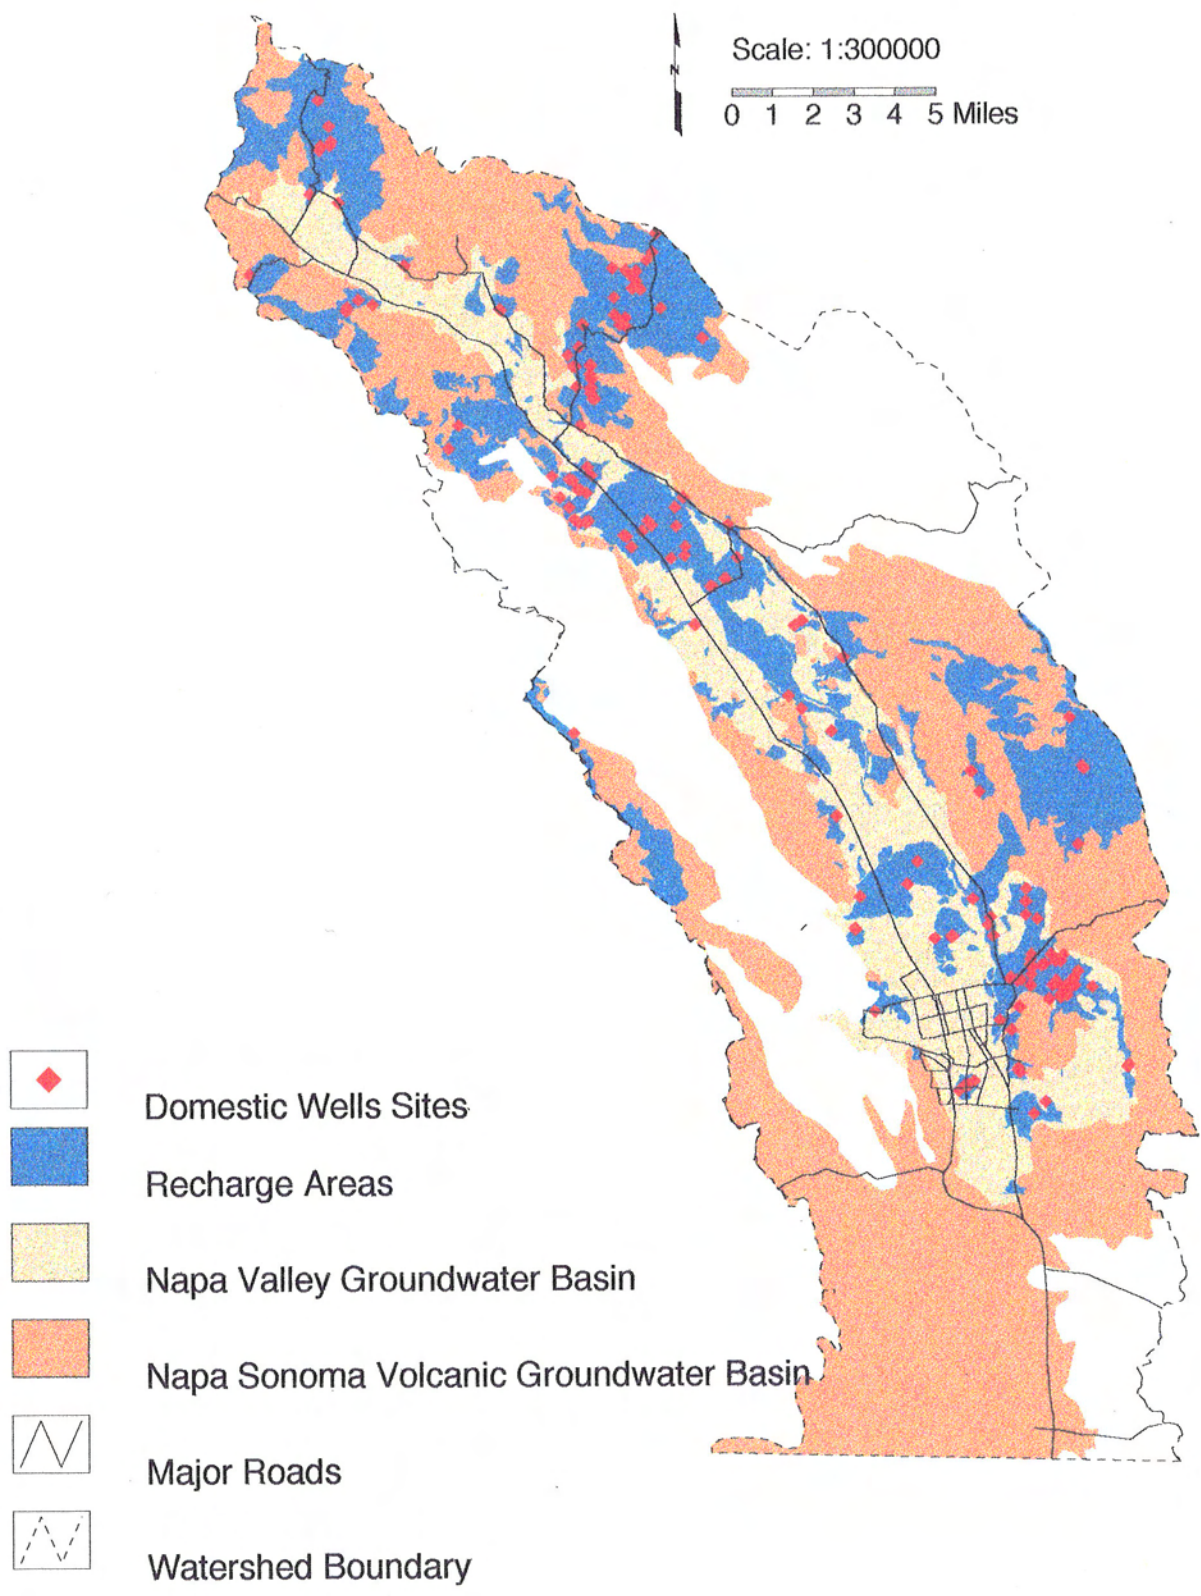 Scale: 1:300000
N
0 1 2 3 4 5 Miles
Domestic Wells Sites
Recharge Areas
Napa Valley Groundwater Basin
Napa Sonoma Volcanic Groundwater Basin
Major Roads
Watershed Boundary